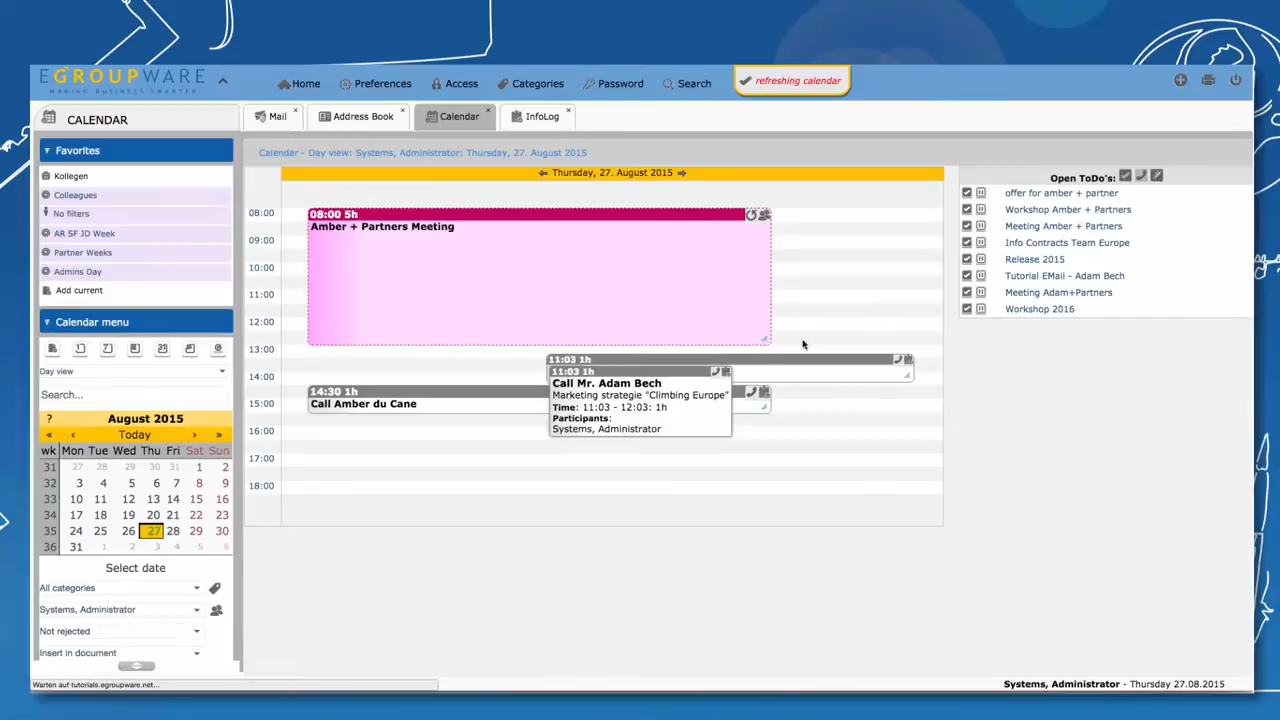 EGROUPWARE
MAKING BUSINESS SMARTER
Home
Preferences
Access
Categories
Password
Search
refreshing calendar
CALENDAR
Mail
Address Book
Calendar
InfoLog
Favorites
Kollegen
Colleagues
No filters
AR SF JD Week
Partner Weeks
Admins Day
Add current
Calendar menu
Day view
Search...
? August 2015
« ‹ Today › »
wk Mon Tue Wed Thu Fri Sat Sun
31 27 28 29 30 31 1 2
32 3 4 5 6 7 8 9
33 10 11 12 13 14 15 16
34 17 18 19 20 21 22 23
35 24 25 26 27 28 29 30
36 31 1 2 3 4 5 6
Select date
All categories
Systems, Administrator
Not rejected
Insert in document
Calendar - Day view: Systems, Administrator: Thursday, 27. August 2015
Thursday, 27. August 2015
08:00
09:00
10:00
11:00
12:00
13:00
14:00
15:00
16:00
17:00
18:00
08:00 5h
Amber + Partners Meeting
11:03 1h
11:03 1h
Call Mr. Adam Bech
Marketing strategie "Climbing Europe"
Time: 11:03 - 12:03: 1h
Participants:
Systems, Administrator
14:30 1h
Call Amber du Cane
Open ToDo's:
offer for amber + partner
Workshop Amber + Partners
Meeting Amber + Partners
Info Contracts Team Europe
Release 2015
Tutorial EMail - Adam Bech
Meeting Adam+Partners
Workshop 2016
Warten auf tutorials.egroupware.net...
Systems, Administrator - Thursday 27.08.2015